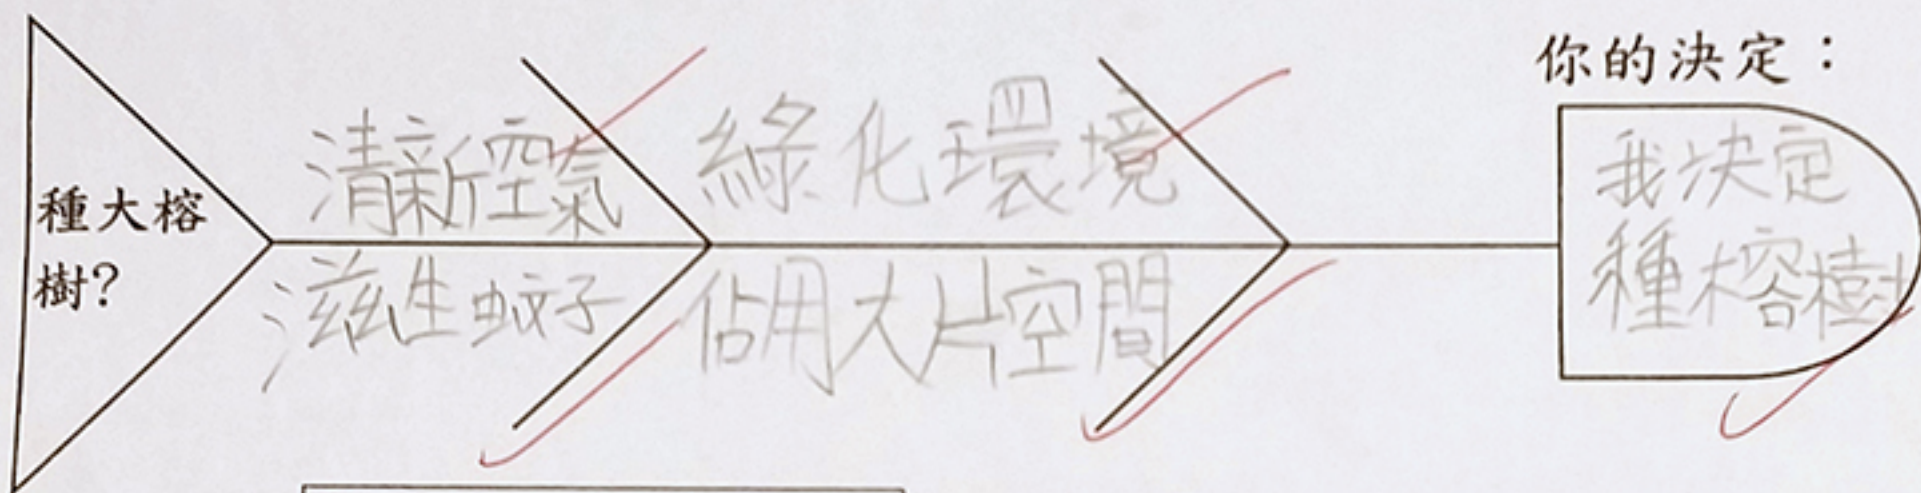 你的決定：
種大榕
樹?
清新空氣
綠化環境
滋生蚊子
佔用大片空間
我決定
種榕樹